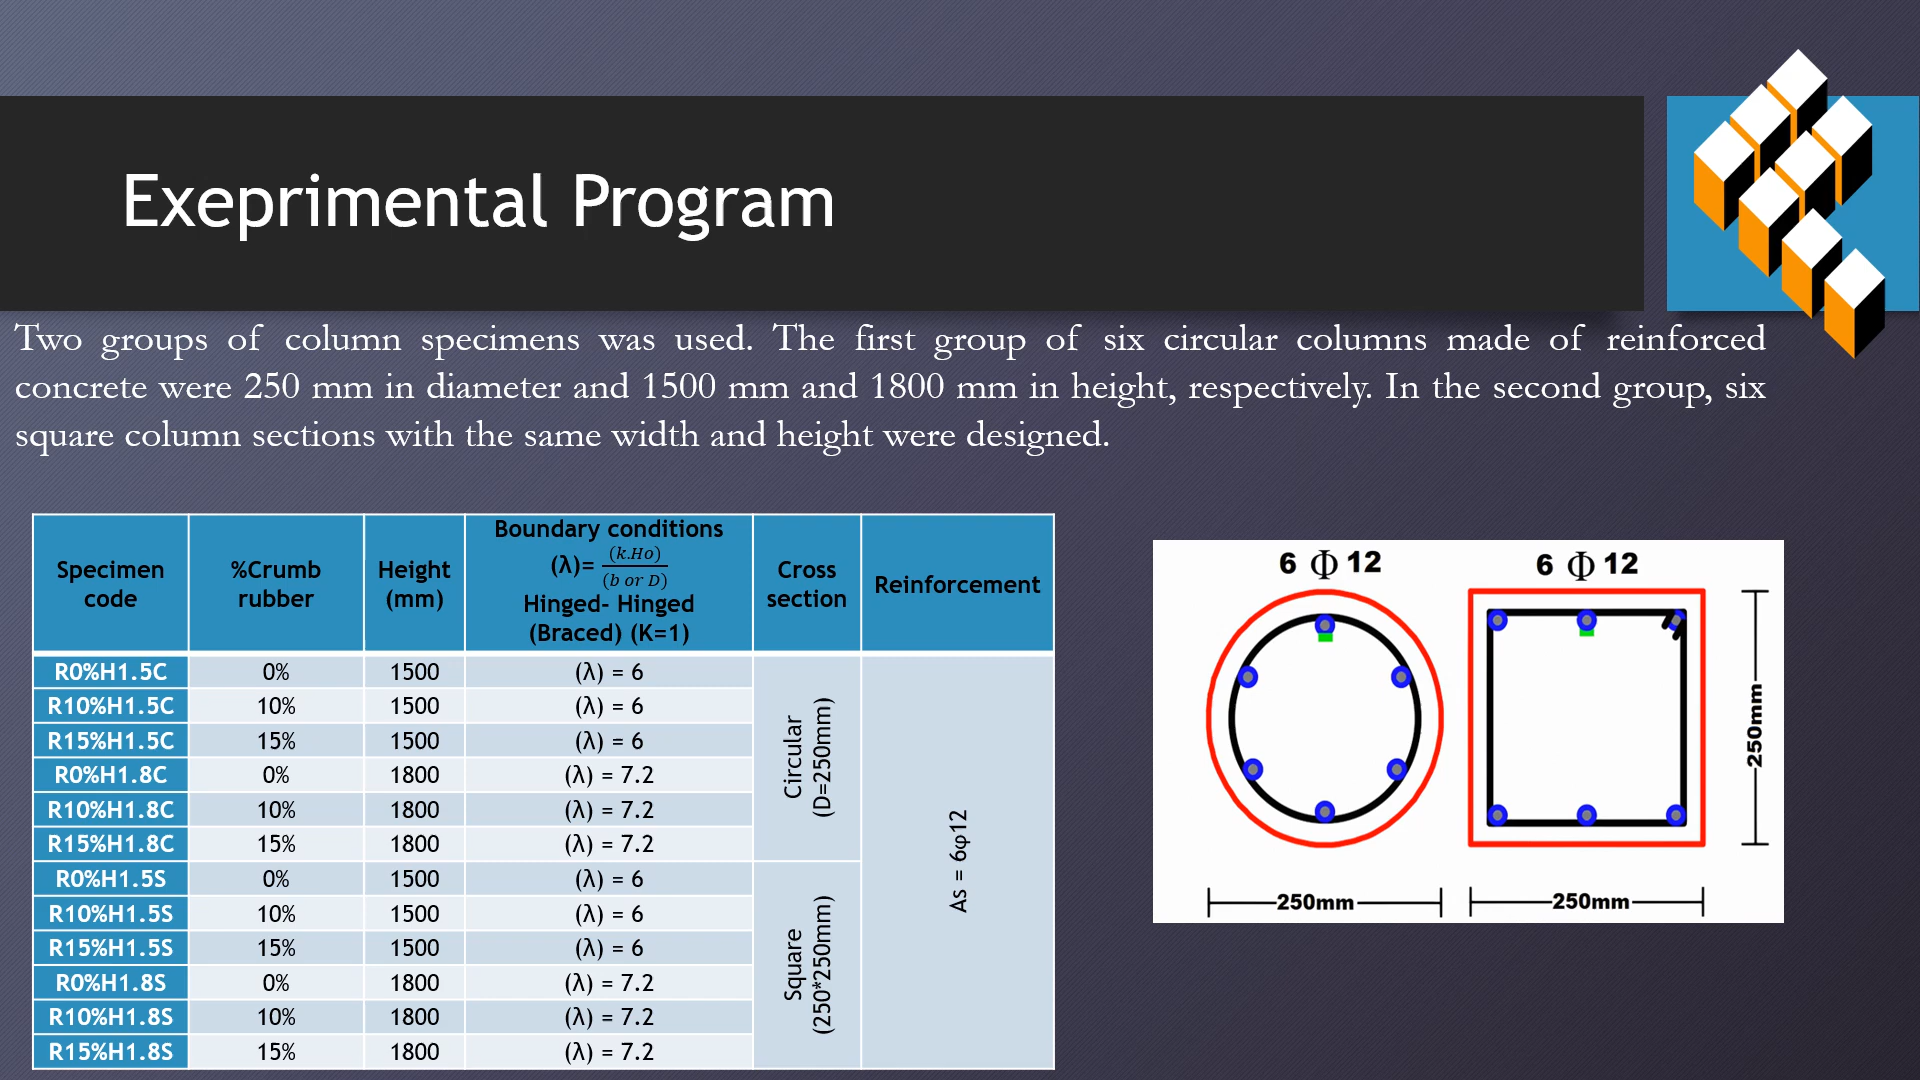 Exeprimental Program
Two groups of column specimens was used. The first group of six circular columns made of reinforced
concrete were 250 mm in diameter and 1500 mm and 1800 mm in height, respectively. In the second group, six
square column sections with the same width and height were designed.
Specimen code %Crumb rubber Height (mm) Boundary conditions (λ)= (k.Ho)/(b or D) Hinged- Hinged (Braced) (K=1) Cross section Reinforcement
R0%H1.5C 0% 1500 (λ) = 6
R10%H1.5C 10% 1500 (λ) = 6
R15%H1.5C 15% 1500 (λ) = 6
R0%H1.8C 0% 1800 (λ) = 7.2
R10%H1.8C 10% 1800 (λ) = 7.2
R15%H1.8C 15% 1800 (λ) = 7.2
Circular
(D=250mm)
R0%H1.5S 0% 1500 (λ) = 6
R10%H1.5S 10% 1500 (λ) = 6
R15%H1.5S 15% 1500 (λ) = 6
R0%H1.8S 0% 1800 (λ) = 7.2
R10%H1.8S 10% 1800 (λ) = 7.2
R15%H1.8S 15% 1800 (λ) = 7.2
Square
(250*250mm)
As = 6φ12
6 Φ 12
6 Φ 12
250mm
250mm
250mm